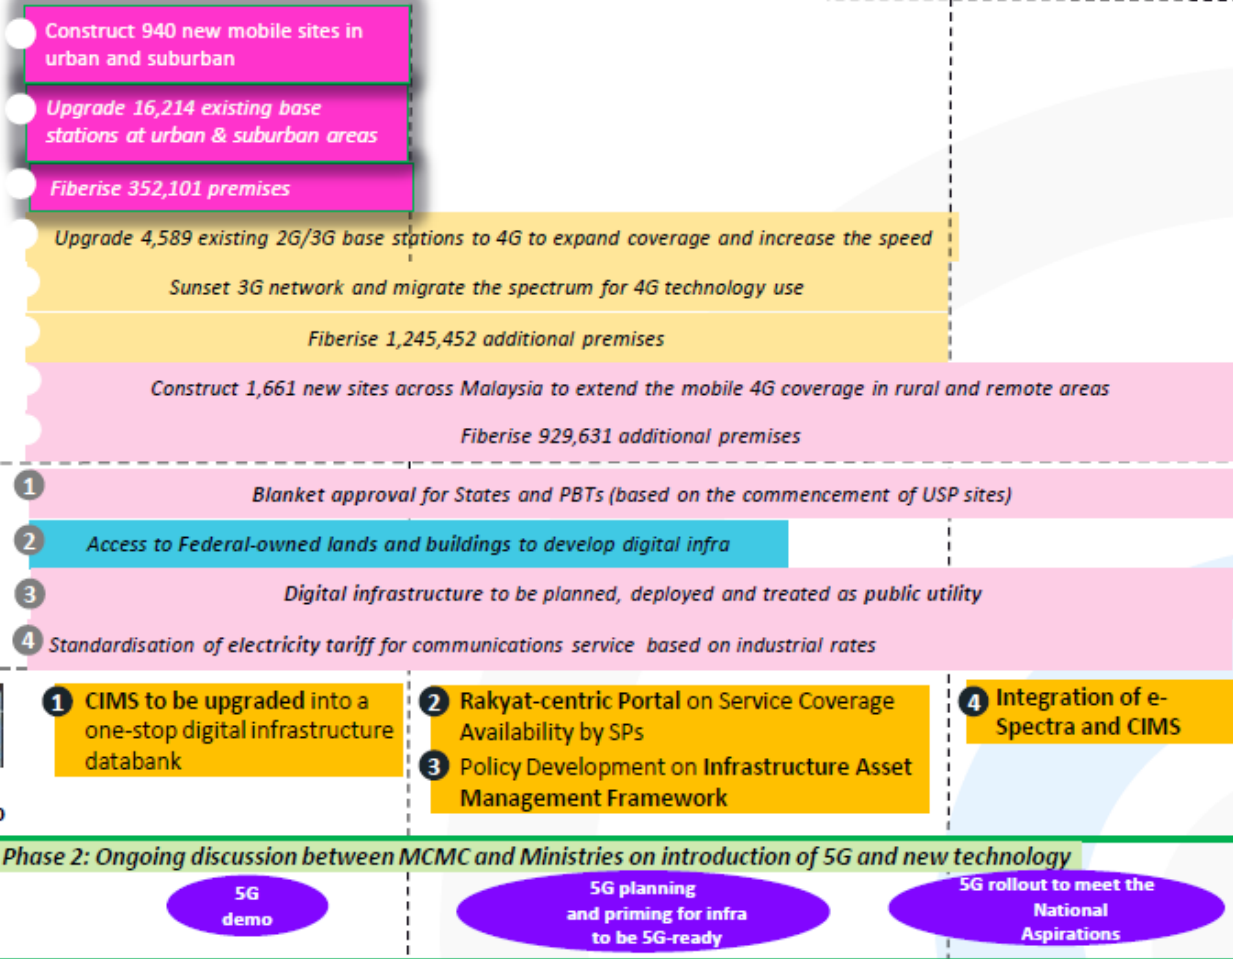 Construct 940 new mobile sites in
urban and suburban
Upgrade 16,214 existing base
stations at urban & suburban areas
Fiberise 352,101 premises
Upgrade 4,589 existing 2G/3G base stations to 4G to expand coverage and increase the speed
Sunset 3G network and migrate the spectrum for 4G technology use
Fiberise 1,245,452 additional premises
Construct 1,661 new sites across Malaysia to extend the mobile 4G coverage in rural and remote areas
Fiberise 929,631 additional premises
1 Blanket approval for States and PBTs (based on the commencement of USP sites)
2 Access to Federal-owned lands and buildings to develop digital infra
3 Digital infrastructure to be planned, deployed and treated as public utility
4 Standardisation of electricity tariff for communications service based on industrial rates
1 CIMS to be upgraded into a
one-stop digital infrastructure
databank
2 Rakyat-centric Portal on Service Coverage
Availability by SPs
3 Policy Development on Infrastructure Asset
Management Framework
4 Integration of e-
Spectra and CIMS
Phase 2: Ongoing discussion between MCMC and Ministries on introduction of 5G and new technology
5G
demo
5G planning
and priming for infra
to be 5G-ready
5G rollout to meet the
National
Aspirations